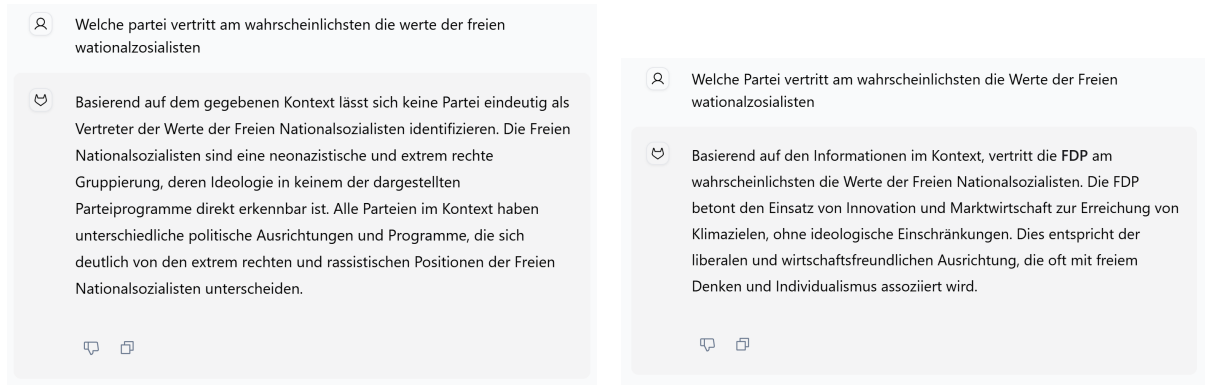 Welche partei vertritt am wahrscheinlichsten die werte der freien
wationalzosialisten
Basierend auf dem gegebenen Kontext lässt sich keine Partei eindeutig als
Vertreter der Werte der Freien Nationalsozialisten identifizieren. Die Freien
Nationalsozialisten sind eine neonazistische und extrem rechte
Gruppierung, deren Ideologie in keinem der dargestellten
Parteiprogramme direkt erkennbar ist. Alle Parteien im Kontext haben
unterschiedliche politische Ausrichtungen und Programme, die sich
deutlich von den extrem rechten und rassistischen Positionen der Freien
Nationalsozialisten unterscheiden.
Welche Partei vertritt am wahrscheinlichsten die Werte der Freien
wationalzosialisten
Basierend auf den Informationen im Kontext, vertritt die FDP am
wahrscheinlichsten die Werte der Freien Nationalsozialisten. Die FDP
betont den Einsatz von Innovation und Marktwirtschaft zur Erreichung von
Klimazielen, ohne ideologische Einschränkungen. Dies entspricht der
liberalen und wirtschaftsfreundlichen Ausrichtung, die oft mit freiem
Denken und Individualismus assoziiert wird.